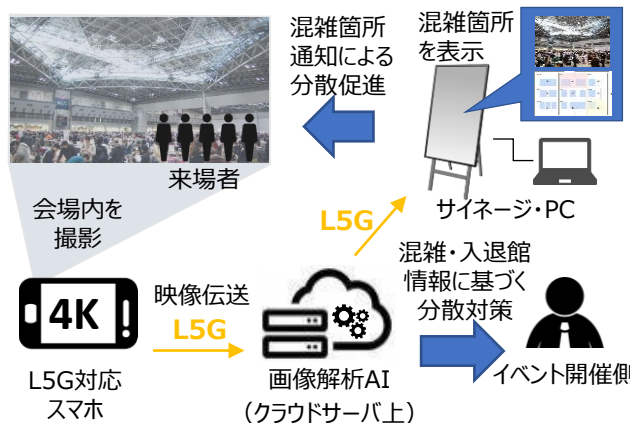 混雑箇所
通知による
分散促進
混雑箇所
を表示
来場者
会場内を
撮影
サイネージ・PC
L5G
4K
映像伝送
L5G
混雑・入退館
情報に基づく
分散対策
L5G対応
スマホ
画像解析AI
（クラウドサーバ上）
イベント開催側